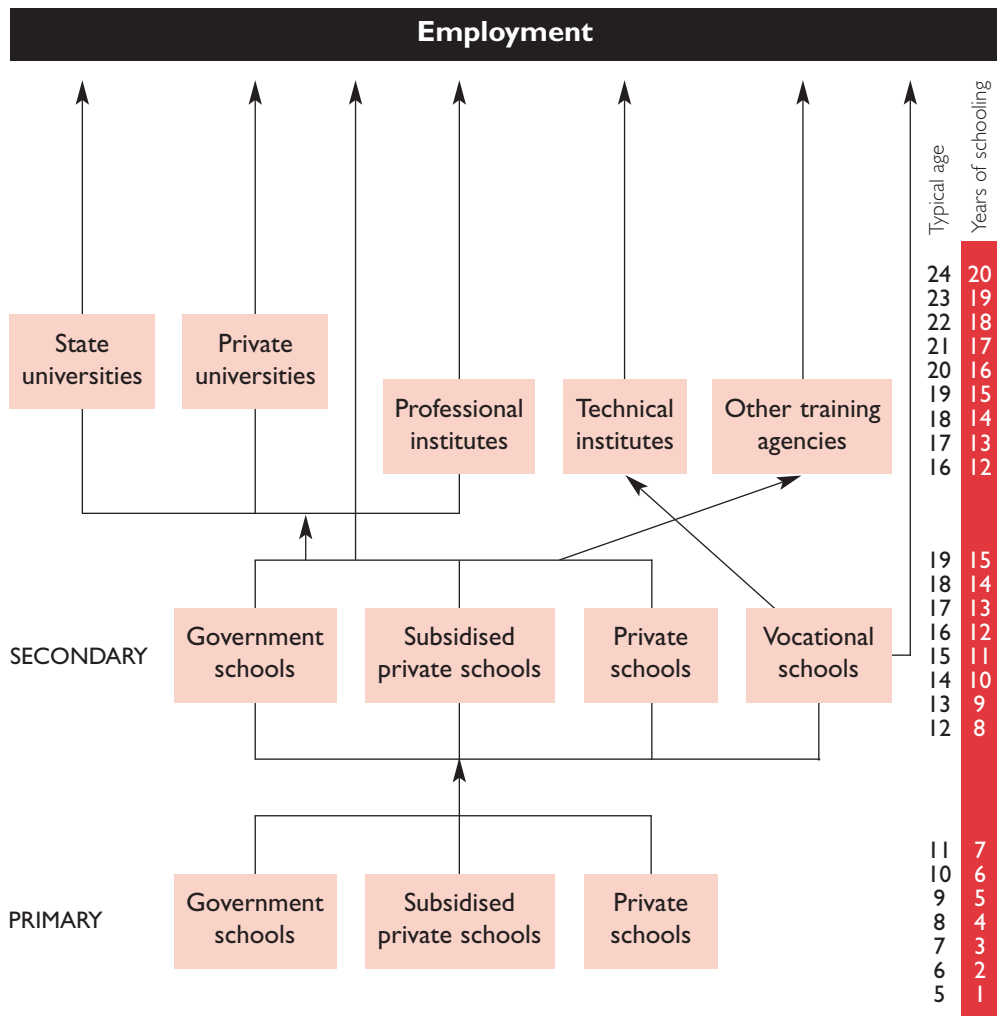 Employment
Typical age
Years of schooling
24 20
23 19
22 18
21 17
20 16
19 15
18 14
17 13
16 12
State
universities
Private
universities
Professional
institutes
Technical
institutes
Other training
agencies
19 15
18 14
17 13
16 12
15 11
14 10
13 9
12 8
SECONDARY
Government
schools
Subsidised
private schools
Private
schools
Vocational
schools
11 7
10 6
9 5
8 4
7 3
6 2
5 1
PRIMARY
Government
schools
Subsidised
private schools
Private
schools